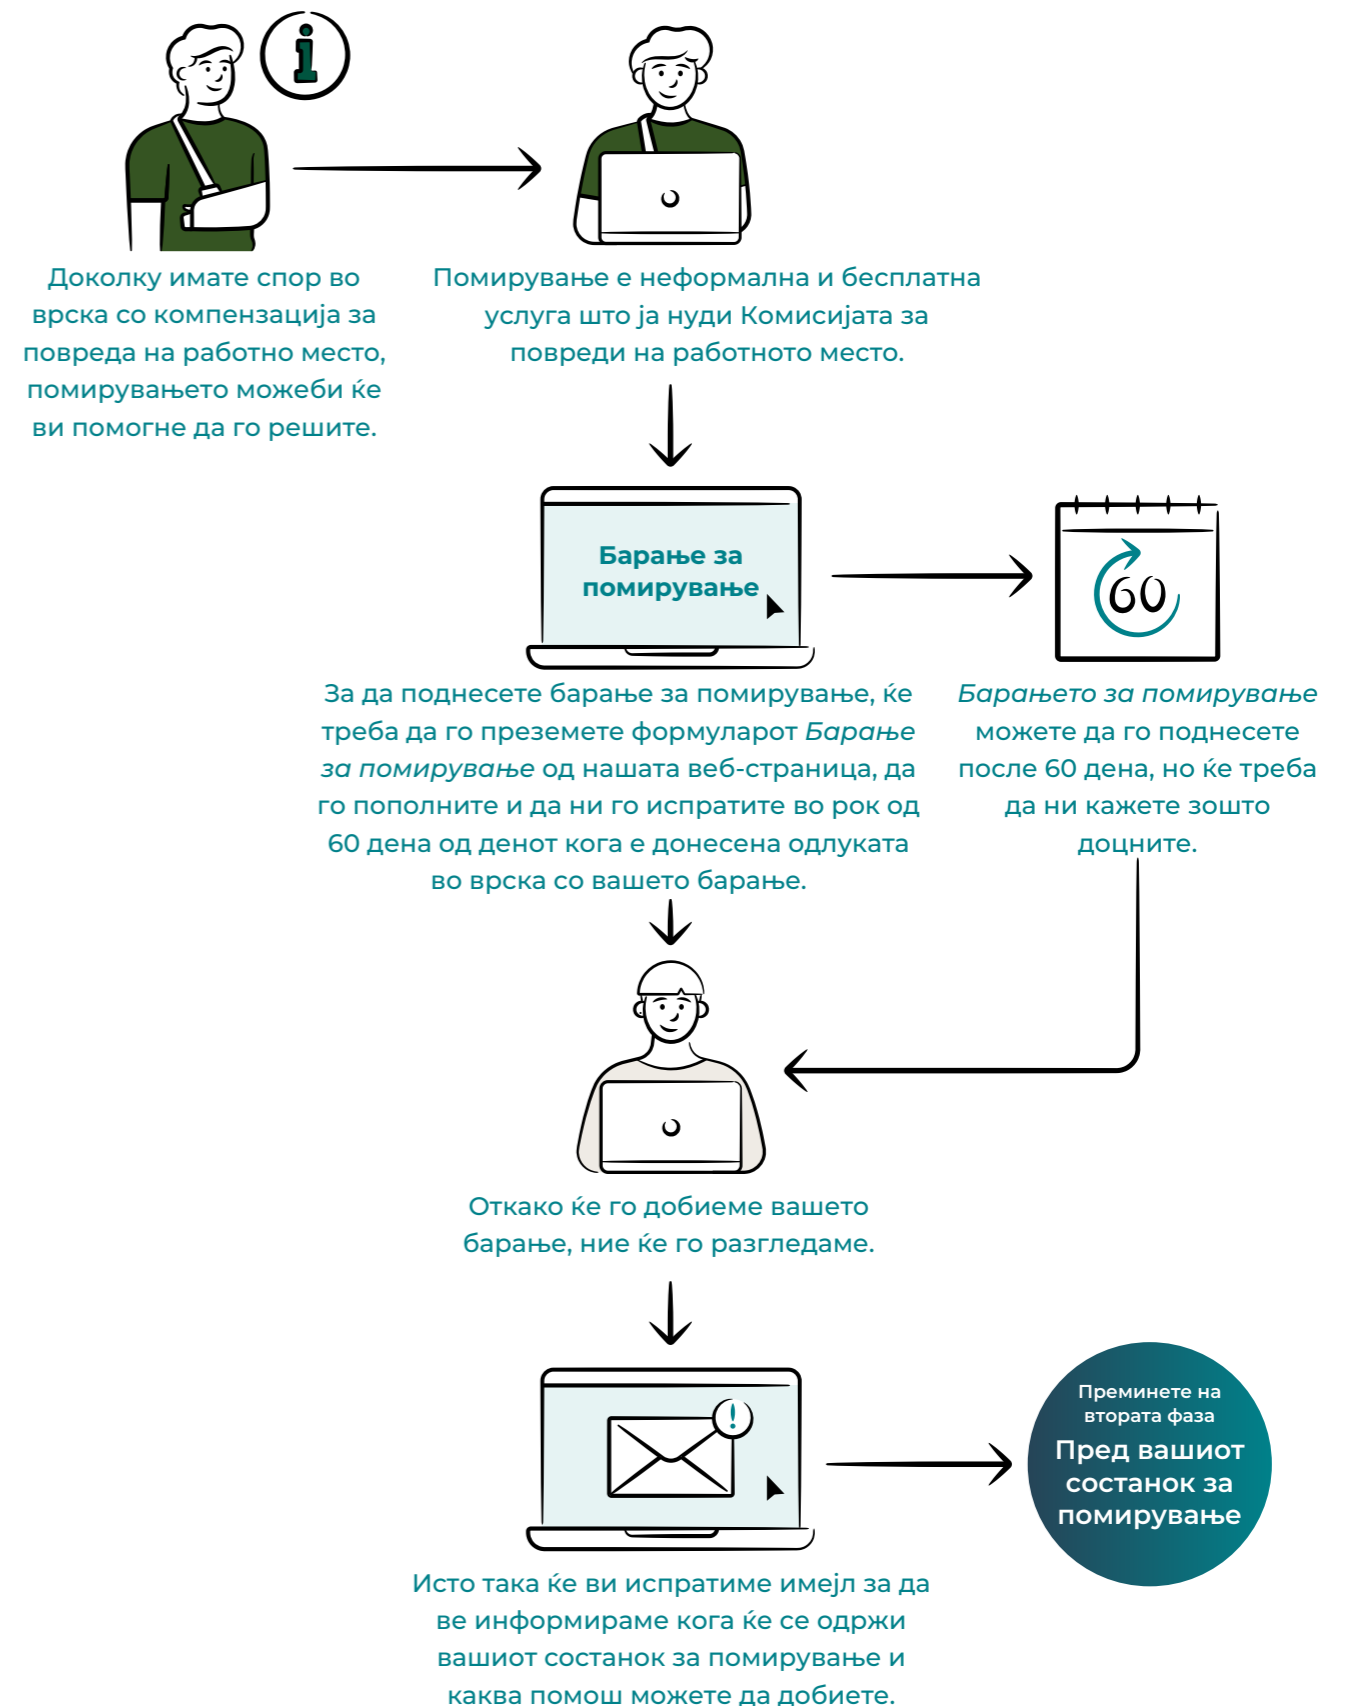 Доколку имате спор во
врска со компензација за
повреда на работно место,
помирувањето можеби ќе
ви помогне да го решите.
Помирување е неформална и бесплатна
услуга што ја нуди Комисијата за
повреди на работното место.
Барање за
помирување
60
За да поднесете барање за помирување, ќе
треба да го преземете формуларот Барање
за помирување од нашата веб-страница, да
го пополните и да ни го испратите во рок од
60 дена од денот кога е донесена одлуката
во врска со вашето барање.
Барањето за помирување
можете да го поднесете
после 60 дена, но ќе треба
да ни кажете зошто
доцните.
Откако ќе го добиеме вашето
барање, ние ќе го разгледаме.
Преминете на
втората фаза
Пред вашиот
состанок за
помирување
Исто така ќе ви испратиме имејл за да
ве информираме кога ќе се одржи
вашиот состанок за помирување и
каква помош можете да добиете.